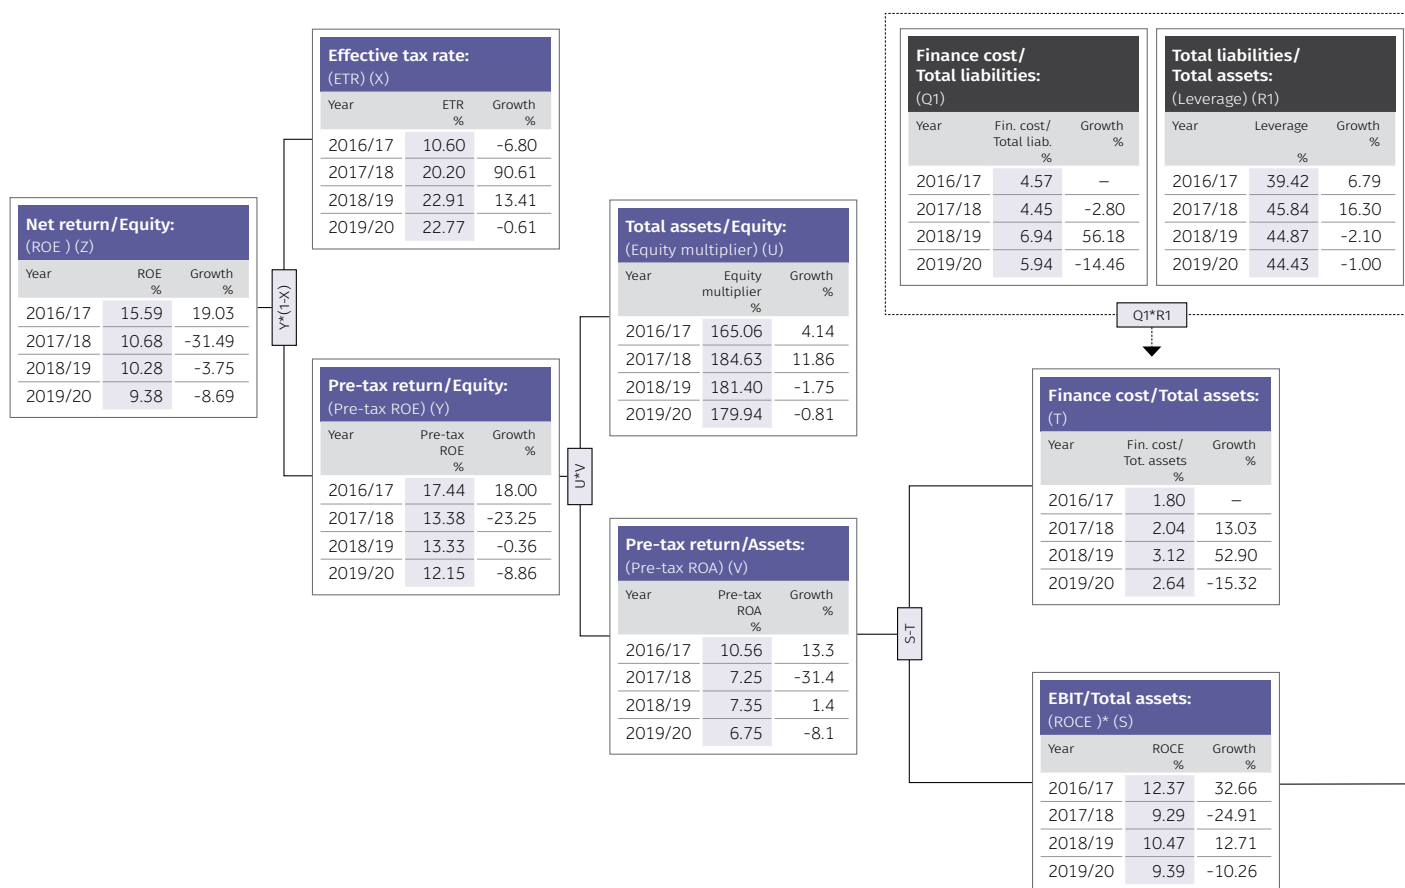 Net return/Equity:
(ROE ) (Z)
Year ROE Growth
% %
2016/17 15.59 19.03
2017/18 10.68 -31.49
2018/19 10.28 -3.75
2019/20 9.38 -8.69
Y*(1-X)
Effective tax rate:
(ETR) (X)
Year ETR Growth
% %
2016/17 10.60 -6.80
2017/18 20.20 90.61
2018/19 22.91 13.41
2019/20 22.77 -0.61
Pre-tax return/Equity:
(Pre-tax ROE) (Y)
Year Pre-tax Growth
ROE %
%
2016/17 17.44 18.00
2017/18 13.38 -23.25
2018/19 13.33 -0.36
2019/20 12.15 -8.86
U*V
Total assets/Equity:
(Equity multiplier) (U)
Year Equity Growth
multiplier %
%
2016/17 165.06 4.14
2017/18 184.63 11.86
2018/19 181.40 -1.75
2019/20 179.94 -0.81
Pre-tax return/Assets:
(Pre-tax ROA) (V)
Year Pre-tax Growth
ROA %
%
2016/17 10.56 13.3
2017/18 7.25 -31.4
2018/19 7.35 1.4
2019/20 6.75 -8.1
S-T
Finance cost/
Total liabilities:
(Q1)
Year Fin. cost/ Growth
Total liab. %
%
2016/17 4.57 –
2017/18 4.45 -2.80
2018/19 6.94 56.18
2019/20 5.94 -14.46
Total liabilities/
Total assets:
(Leverage) (R1)
Year Leverage Growth
% %
2016/17 39.42 6.79
2017/18 45.84 16.30
2018/19 44.87 -2.10
2019/20 44.43 -1.00
Q1*R1
Finance cost/Total assets:
(T)
Year Fin. cost/ Growth
Tot. assets %
%
2016/17 1.80 –
2017/18 2.04 13.03
2018/19 3.12 52.90
2019/20 2.64 -15.32
EBIT/Total assets:
(ROCE )* (S)
Year ROCE Growth
% %
2016/17 12.37 32.66
2017/18 9.29 -24.91
2018/19 10.47 12.71
2019/20 9.39 -10.26